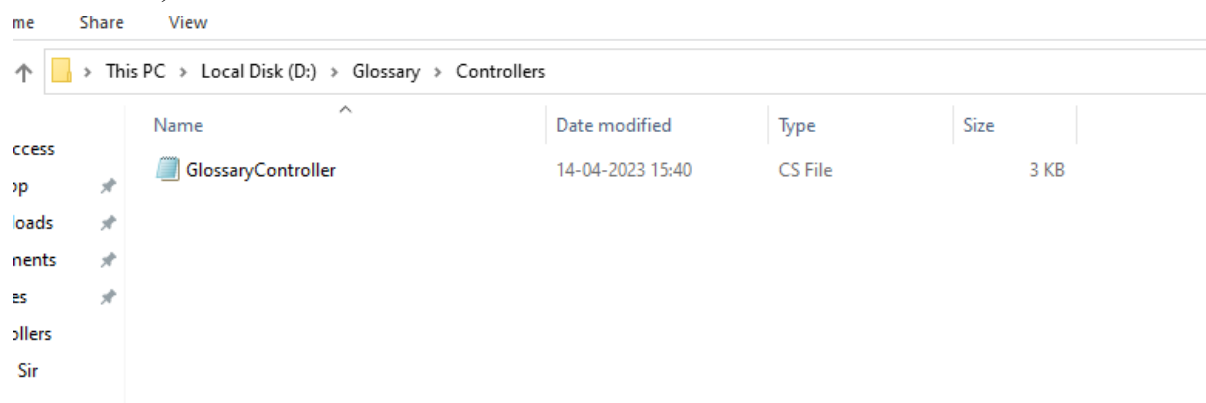 me Share View
This PC > Local Disk (D:) > Glossary > Controllers
Name Date modified Type Size
ccess
GlossaryController 14-04-2023 15:40 CS File 3 KB
op
loads
ments
es
ollers
Sir